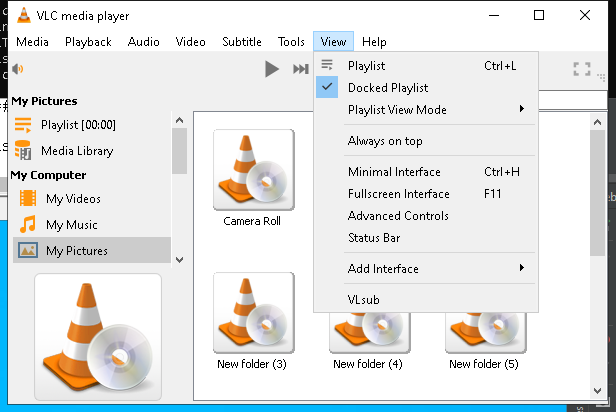 VLC media player
Media Playback Audio Video Subtitle Tools View Help
My Pictures
Playlist [00:00]
Media Library
My Computer
My Videos
My Music
My Pictures
Playlist Ctrl+L
Docked Playlist
Playlist View Mode
Always on top
Minimal Interface Ctrl+H
Fullscreen Interface F11
Advanced Controls
Status Bar
Add Interface
VLsub
Camera Roll
New folder (3) New folder (4) New folder (5)